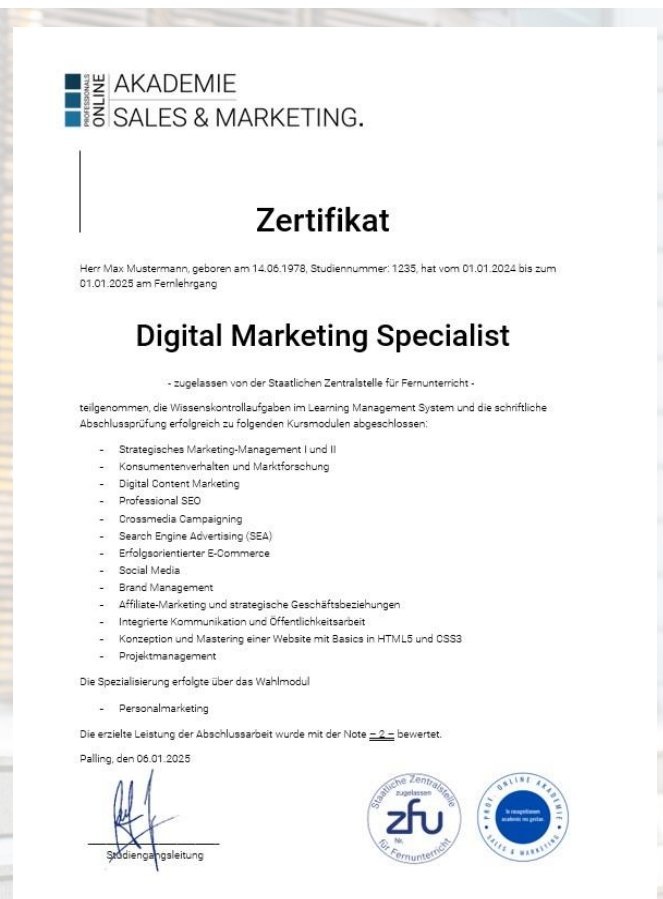 PROFESSIONALS
ONLINE
AKADEMIE
SALES & MARKETING.
Zertifikat
Herr Max Mustermann, geboren am 14.06.1978, Studiennummer: 1235, hat vom 01.01.2024 bis zum
01.01.2025 am Fernlehrgang
Digital Marketing Specialist
- zugelassen von der Staatlichen Zentralstelle für Fernunterricht -
teilgenommen, die Wissenskontrollaufgaben im Learning Management System und die schriftliche
Abschlussprüfung erfolgreich zu folgenden Kursmodulen abgeschlossen:
- Strategisches Marketing-Management I und II
- Konsumentenverhalten und Marktforschung
- Digital Content Marketing
- Professional SEO
- Crossmedia Campaigning
- Search Engine Advertising (SEA)
- Erfolgsorientierter E-Commerce
- Social Media
- Brand Management
- Affiliate-Marketing und strategische Geschäftsbeziehungen
- Integrierte Kommunikation und Öffentlichkeitsarbeit
- Konzeption und Mastering einer Website mit Basics in HTML5 und CSS3
- Projektmanagement
Die Spezialisierung erfolgte über das Wahlmodul
- Personalmarketing
Die erzielte Leistung der Abschlussarbeit wurde mit der Note – 2 – bewertet.
Palling, den 06.01.2025
Studiengangsleitung
Staatliche Zentralstelle
zugelassen
zfu
Nr.
für Fernunterricht
PROF. ONLINE AKADEMIE
SALES & MARKETING